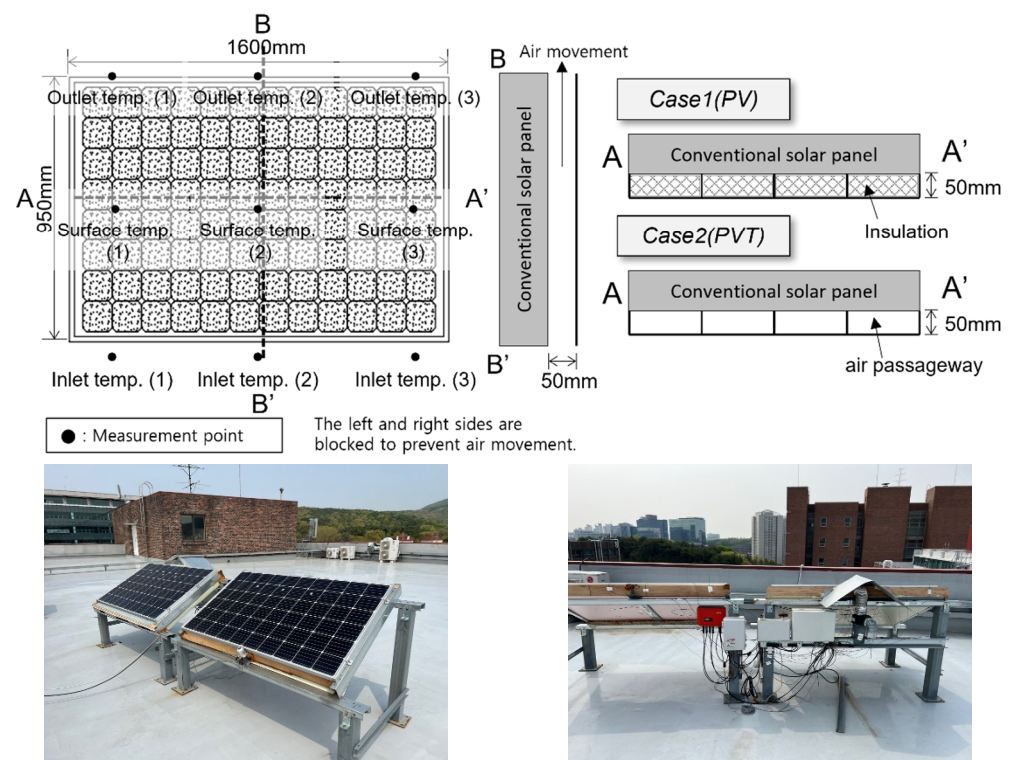 B
1600mm
Outlet temp. (1) Outlet temp. (2) Outlet temp. (3)
950mm
A A'
Surface temp.
(1)
Surface temp.
(2)
Surface temp.
(3)
Inlet temp. (1) Inlet temp. (2) Inlet temp. (3)
B'
: Measurement point
The left and right sides are
blocked to prevent air movement.
Air movement
B
Conventional solar panel
B'
50mm
Case1(PV)
A A'
Conventional solar panel
50mm
Insulation
Case2(PVT)
A A'
Conventional solar panel
50mm
air passageway